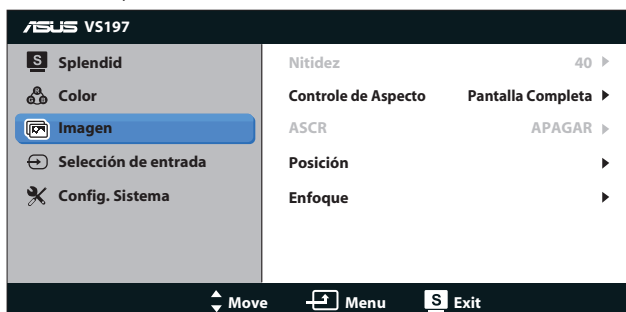 ASUS VS197
S Splendid
Color
Imagen
Selección de entrada
Config. Sistema
Nitidez 40
Controle de Aspecto Pantalla Completa
ASCR APAGAR
Posición
Enfoque
Move Menu S Exit